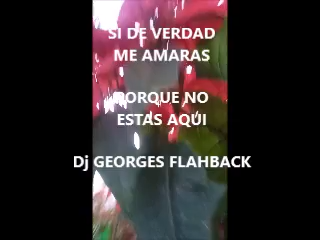 SI DE VERDAD
ME AMARAS
PORQUE NO
ESTAS AQUI
Dj GEORGES FLAHBACK